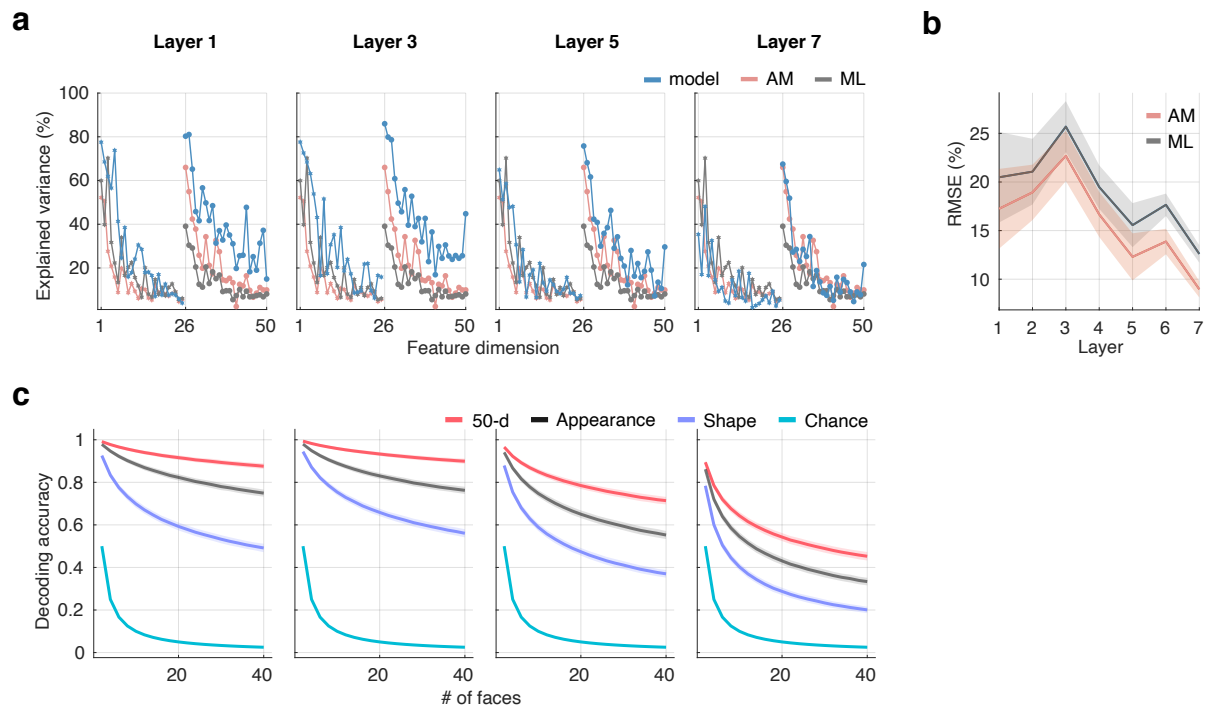 a
Layer 1
Layer 3
Layer 5
Layer 7
model AM ML
Explained variance (%)
100
80
60
40
20
1 26 50
1 26 50
1 26 50
1 26 50
Feature dimension
b
AM
ML
RMSE (%)
25
20
15
10
1 2 3 4 5 6 7
Layer
c
50-d Appearance Shape Chance
Decoding accuracy
1
0.8
0.6
0.4
0.2
0
20 40
20 40
20 40
20 40
# of faces